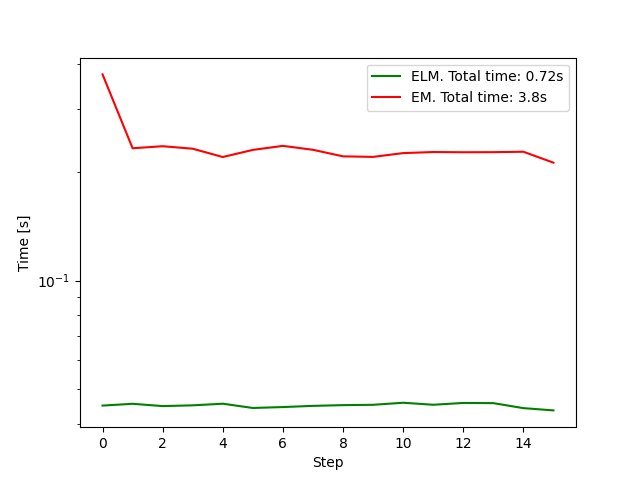 ELM. Total time: 0.72s
EM. Total time: 3.8s
Time [s]
10⁻¹
0 2 4 6 8 10 12 14
Step